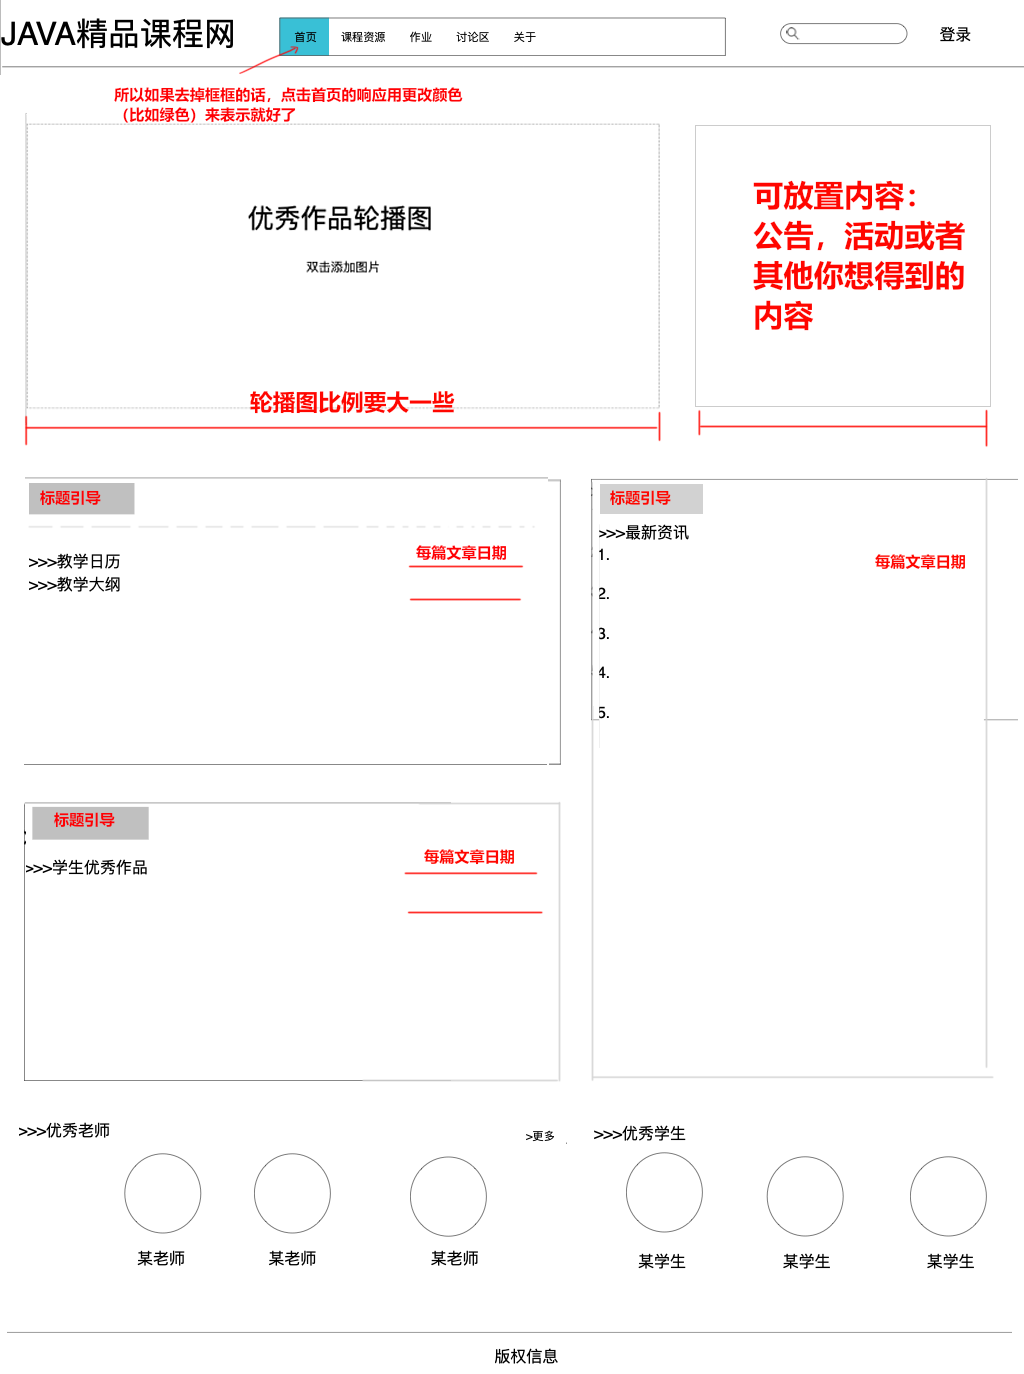 JAVA精品课程网
首页 课程资源 作业 讨论区 关于
登录
所以如果去掉框框的话，点击首页的响应用更改颜色
（比如绿色）来表示就好了
优秀作品轮播图
双击添加图片
轮播图比例要大一些
可放置内容：
公告，活动或者
其他你想得到的
内容
标题引导
每篇文章日期
>>>教学日历
>>>教学大纲
标题引导
>>>最新资讯
1.
每篇文章日期
2.
3.
4.
5.
标题引导
每篇文章日期
>>>学生优秀作品
>>>优秀老师
>更多
某老师 某老师 某老师
>>>优秀学生
某学生 某学生 某学生
版权信息